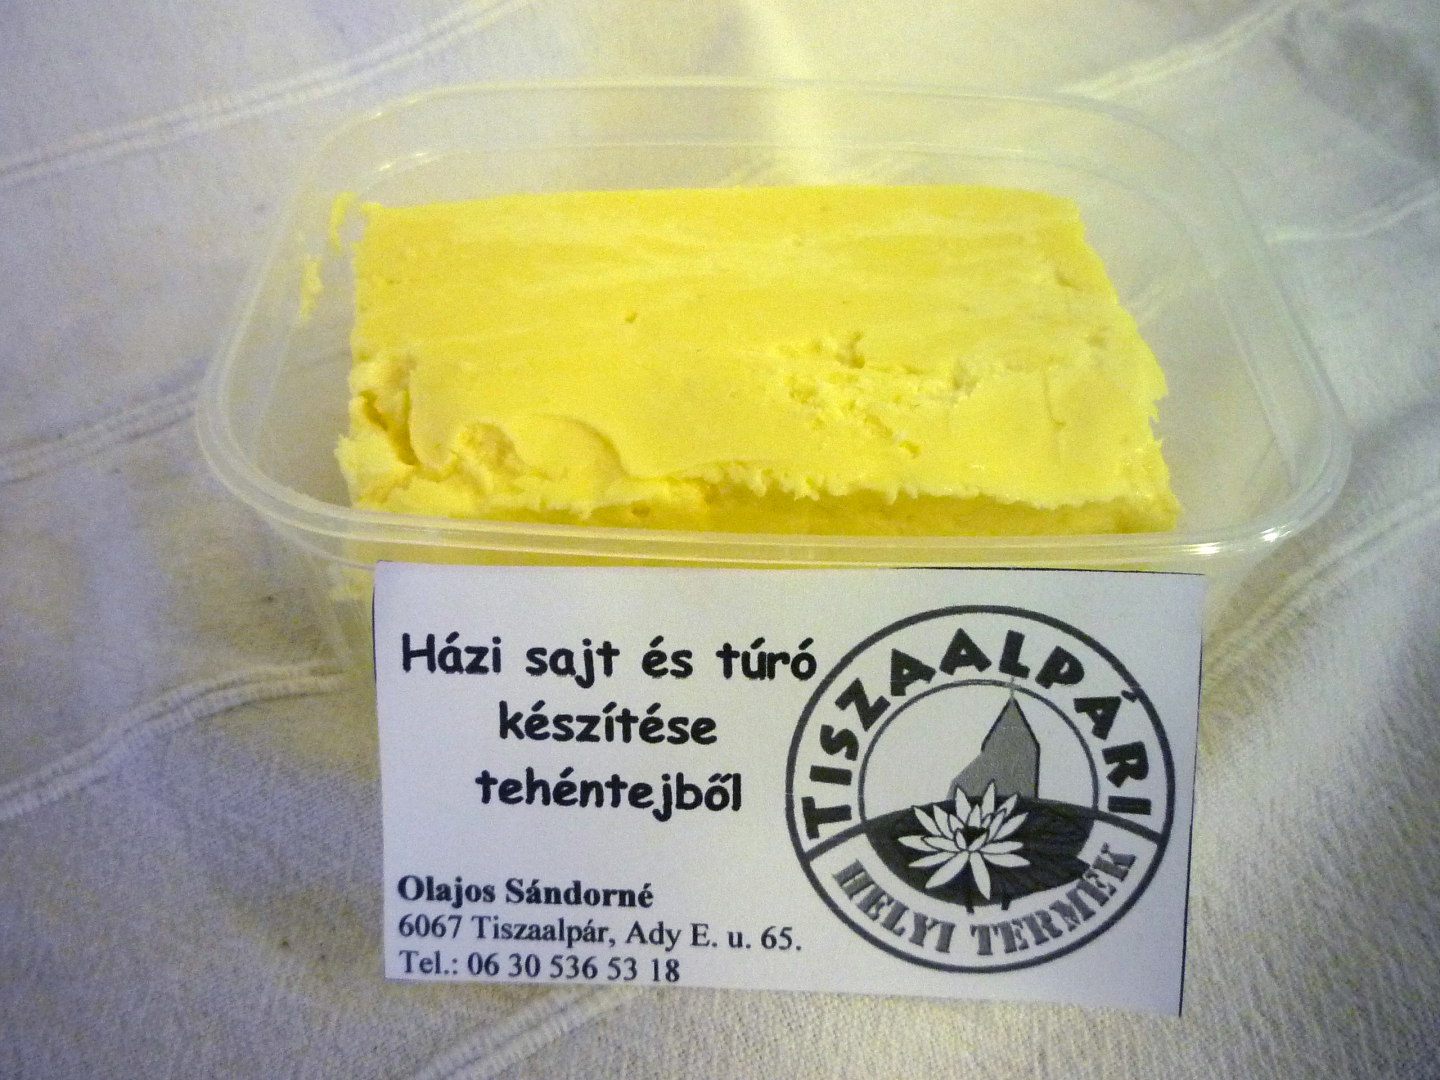 Házi sajt és túró
készítése
tehéntejből
Olajos Sándorné
6067 Tiszaalpár, Ady E. u. 65.
Tel.: 06 30 536 53 18
TISZAALPÁRI
HELYI TERMÉK